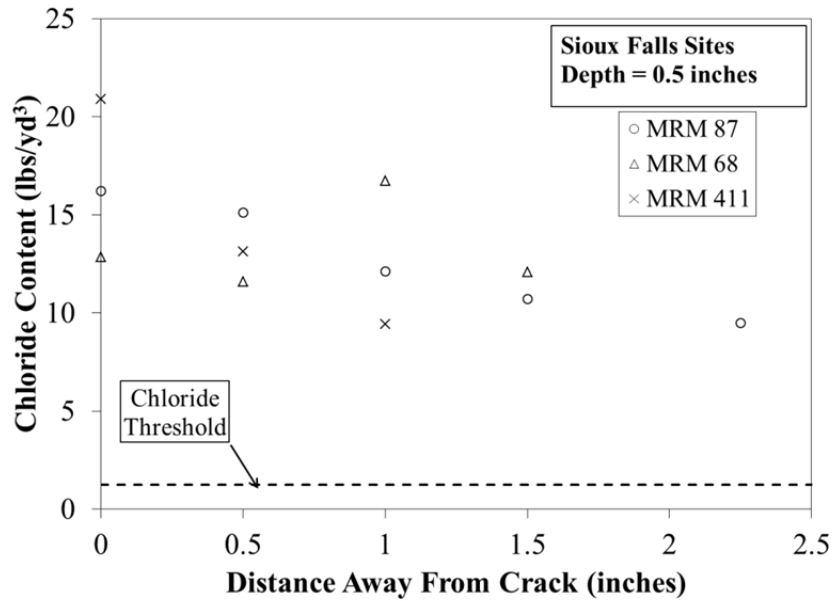 25
20
15
10
5
0
Chloride Content (lbs/yd³)
Sioux Falls Sites
Depth = 0.5 inches
MRM 87
MRM 68
MRM 411
Chloride
Threshold
0 0.5 1 1.5 2 2.5
Distance Away From Crack (inches)